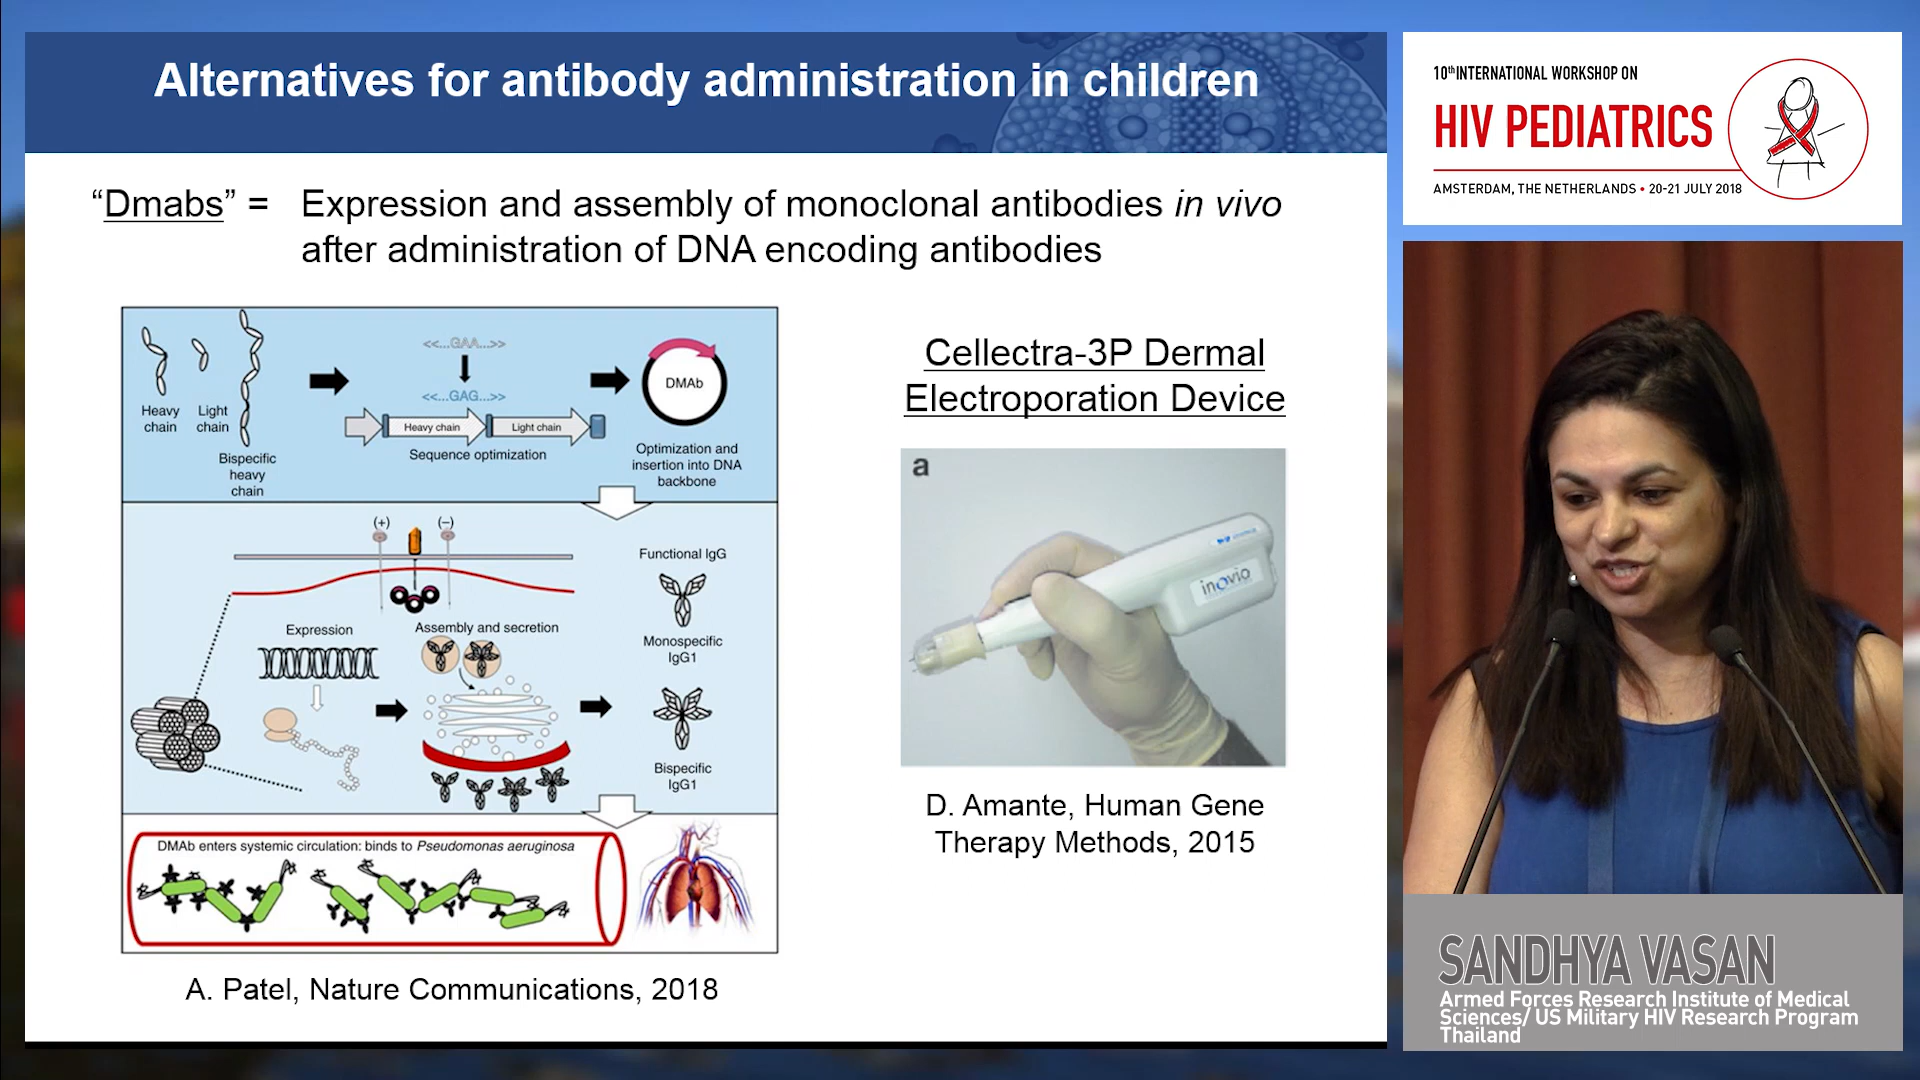 Alternatives for antibody administration in children
“Dmabs” = Expression and assembly of monoclonal antibodies in vivo
after administration of DNA encoding antibodies
Heavy
chain
Light
chain
Bispecific
heavy
chain
<<...GAA...>>
<<...GAG...>>
Heavy chain
Light chain
Sequence optimization
DMAb
Optimization and
insertion into DNA
backbone
(+)
(–)
Functional IgG
Monospecific
IgG1
Expression
Assembly and secretion
Bispecific
IgG1
DMAb enters systemic circulation: binds to Pseudomonas aeruginosa
A. Patel, Nature Communications, 2018
Cellectra-3P Dermal
Electroporation Device
a
inovio
D. Amante, Human Gene
Therapy Methods, 2015
10th INTERNATIONAL WORKSHOP ON
HIV PEDIATRICS
AMSTERDAM, THE NETHERLANDS • 20-21 JULY 2018
SANDHYA VASAN
Armed Forces Research Institute of Medical
Sciences/ US Military HIV Research Program
Thailand